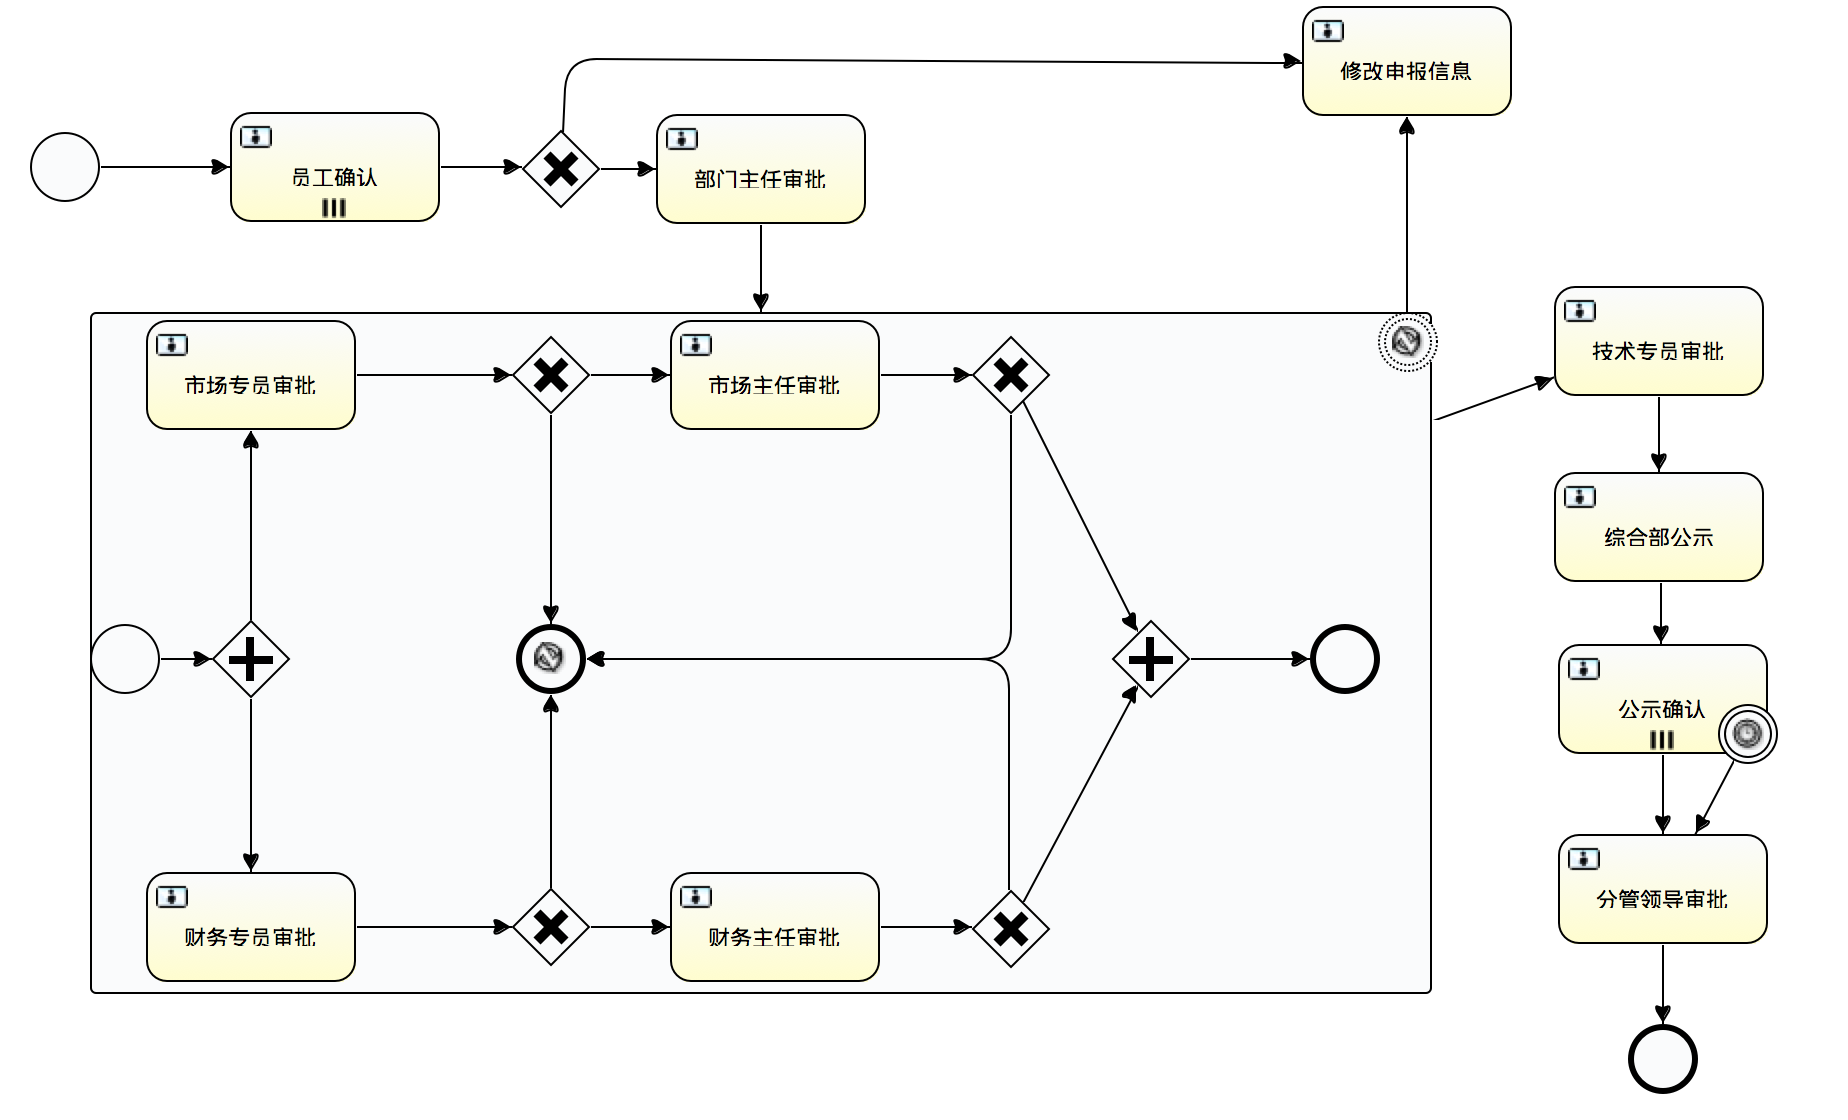 修改申报信息
员工确认
部门主任审批
市场专员审批
市场主任审批
技术专员审批
综合部公示
公示确认
财务专员审批
财务主任审批
分管领导审批